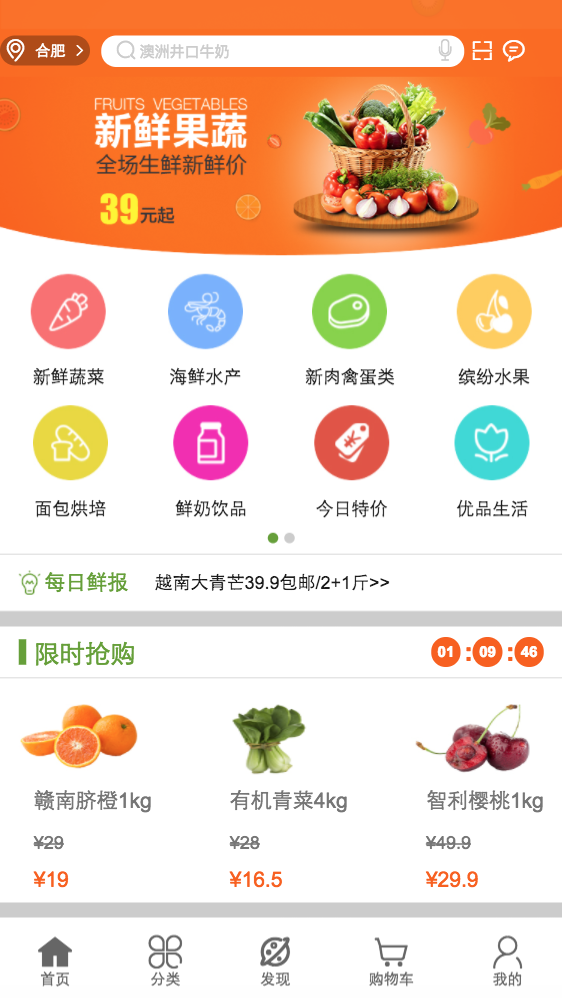 合肥
澳洲井口牛奶
FRUITS VEGETABLES
新鲜果蔬
全场生鲜新鲜价
39元起
新鲜蔬菜 海鲜水产 新肉禽蛋类 缤纷水果
面包烘培 鲜奶饮品 今日特价 优品生活
每日鲜报 越南大青芒39.9包邮/2+1斤>>
限时抢购 01:09:46
赣南脐橙1kg 有机青菜4kg 智利樱桃1kg
¥29 ¥28 ¥49.9
¥19 ¥16.5 ¥29.9
首页 分类 发现 购物车 我的